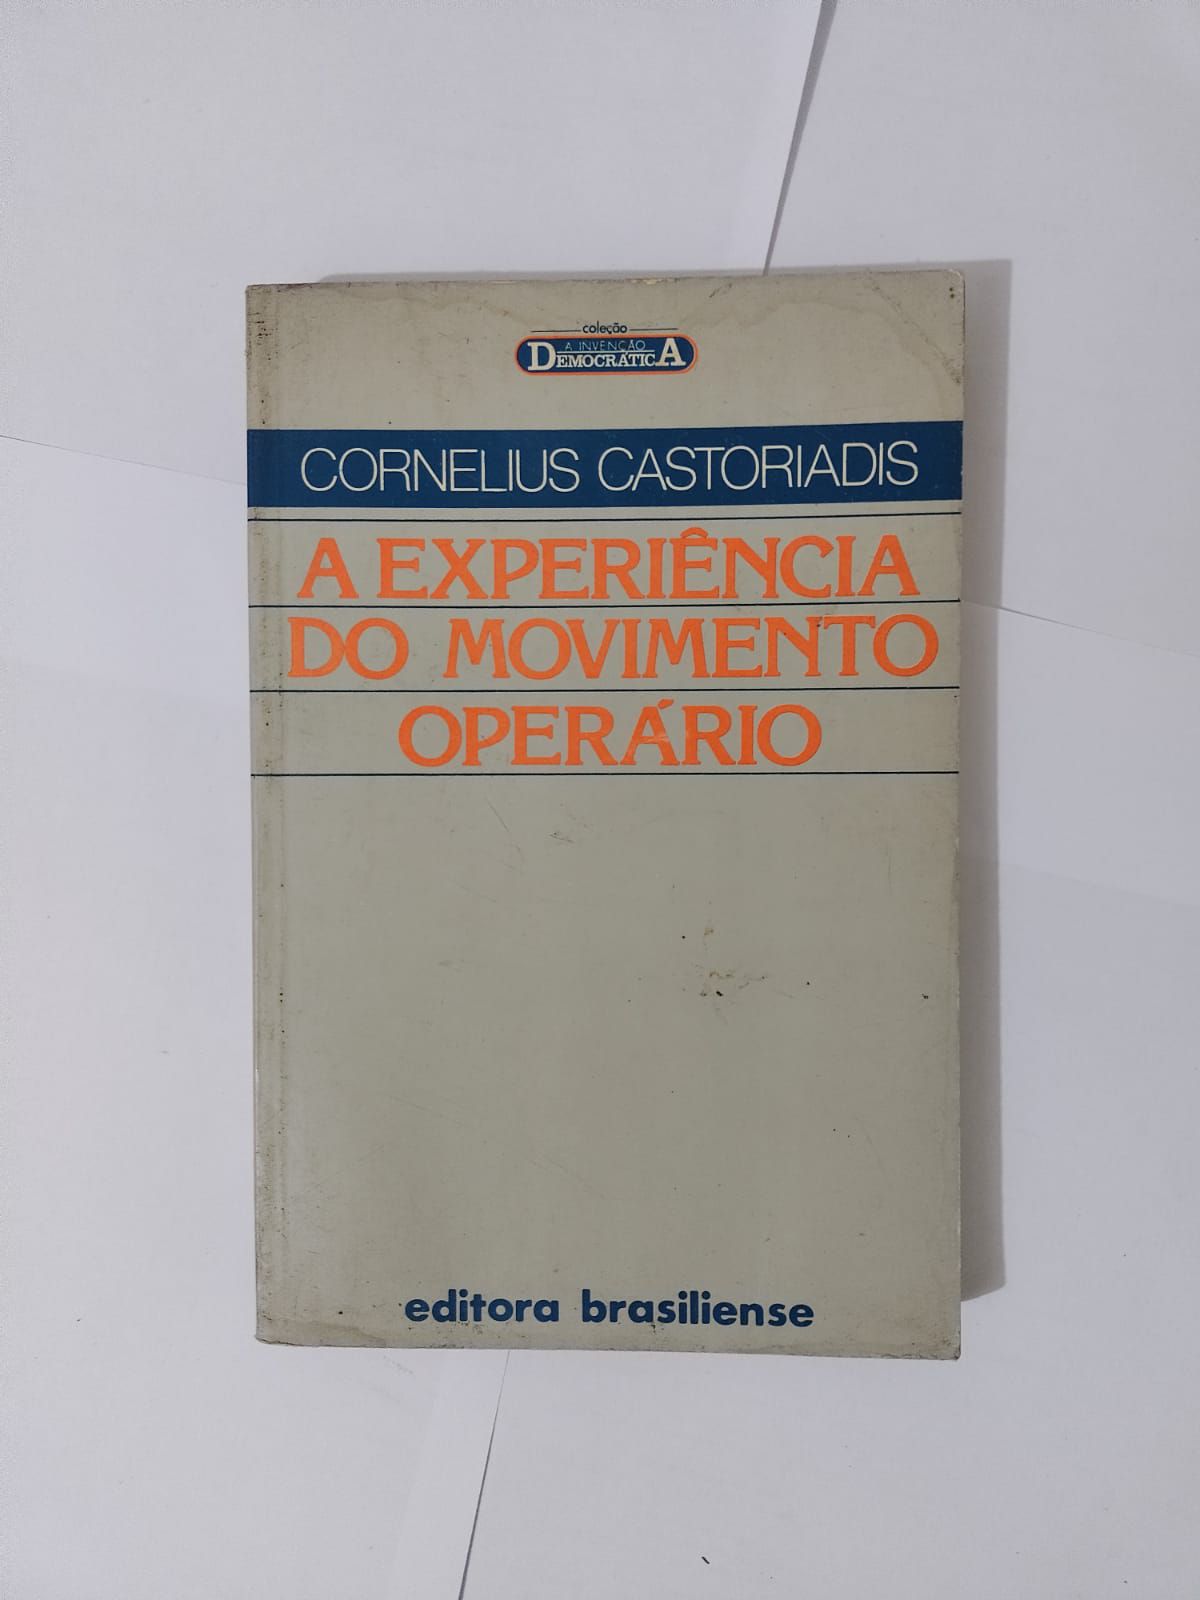 coleção
A INVENÇÃO
DEMOCRÁTICA
CORNELIUS CASTORIADIS
A EXPERIÊNCIA
DO MOVIMENTO
OPERÁRIO
editora brasiliense